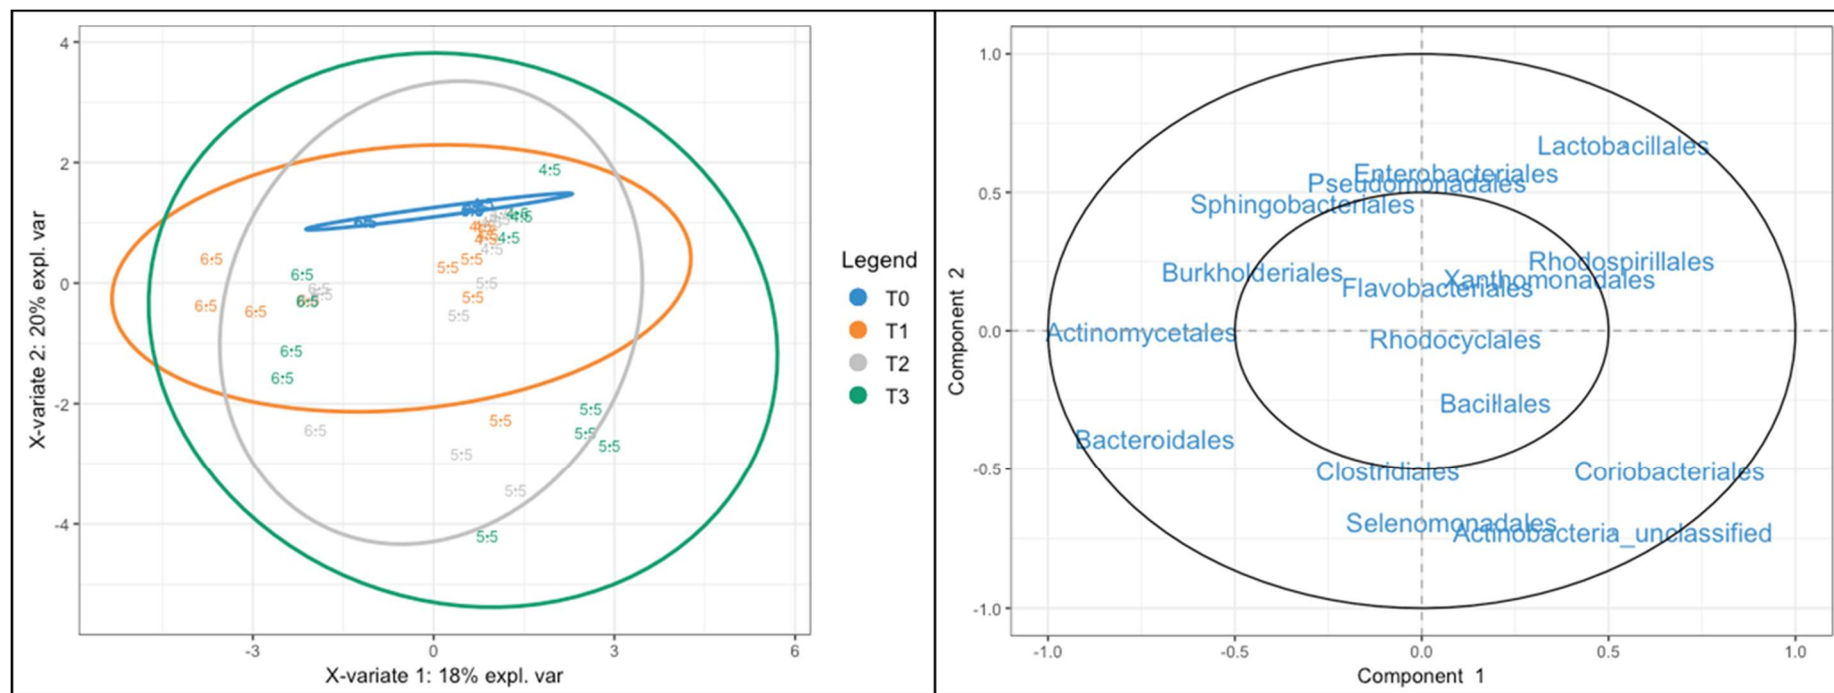 4
2
0
-2
-4
-3
0
3
6
X-variate 2: 20% expl. var
X-variate 1: 18% expl. var
4:5
6:5
4:5
4:5
6:5
5:5
5:5
5:5
5:5
5:5
6:5
6:5
6:5
6:5
6:5
6:5
6:5
5:5
5:5
5:5
5:5
6:5
5:5
5:5
5:5
Legend
T0
T1
T2
T3
1.0
0.5
0.0
-0.5
-1.0
-1.0
-0.5
0.0
0.5
1.0
Component 2
Component 1
Lactobacillales
Enterobacteriales
Pseudomonadales
Sphingobacteriales
Rhodospirillales
Burkholderiales
Xanthomonadales
Flavobacteriales
Actinomycetales
Rhodocyclales
Bacillales
Bacteroidales
Clostridiales
Coriobacteriales
Selenomonadales
Actinobacteria_unclassified